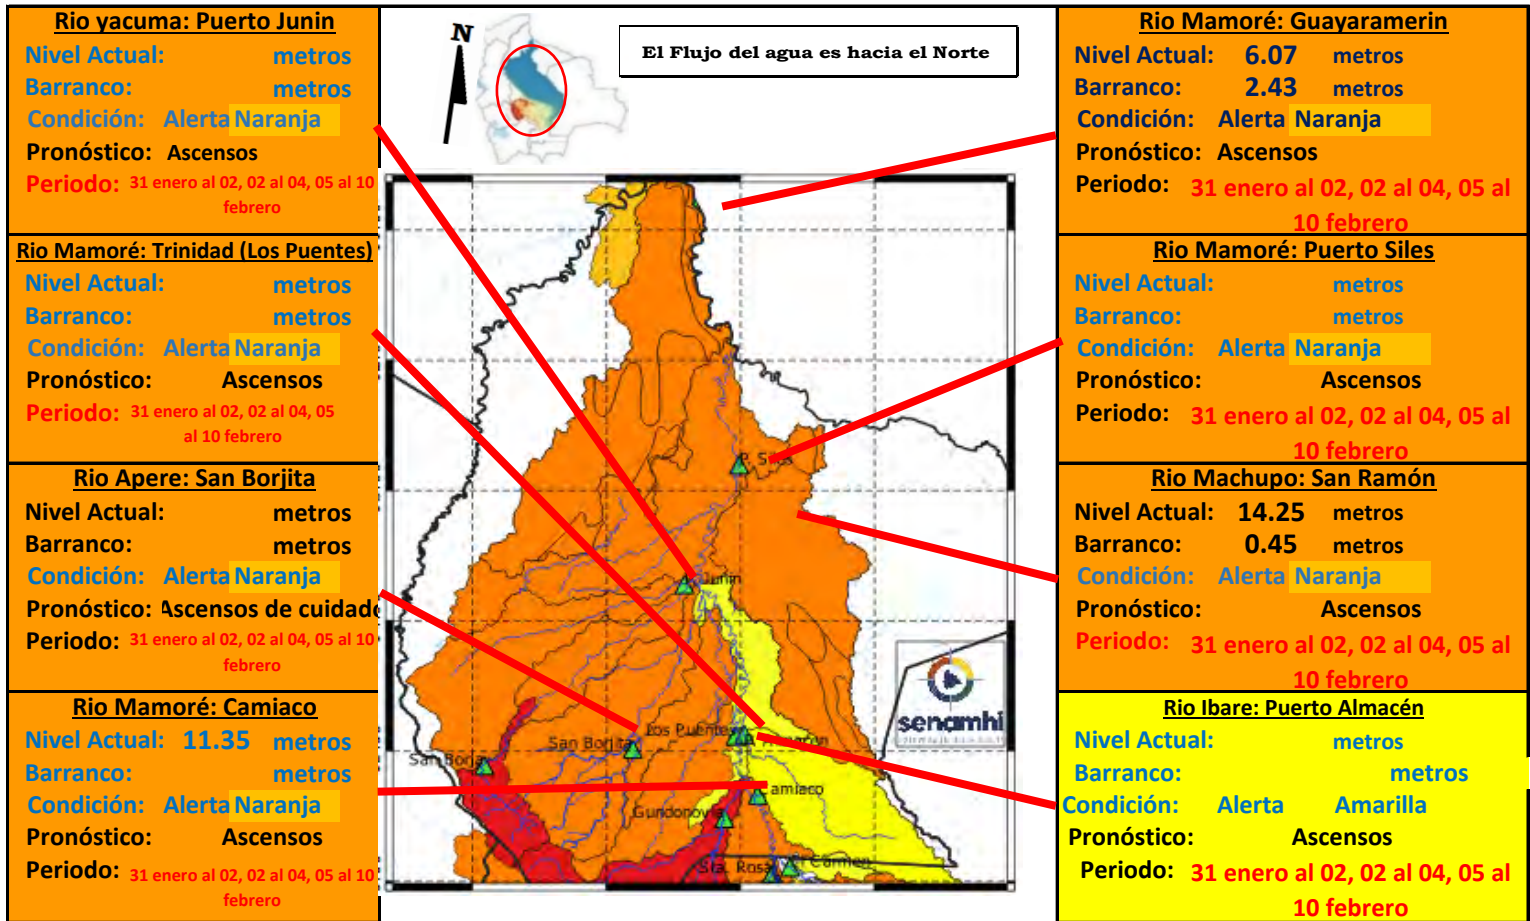 Rio yacuma: Puerto Junin
Nivel Actual: metros
Barranco: metros
Condición: Alerta Naranja
Pronóstico: Ascensos
Periodo: 31 enero al 02, 02 al 04, 05 al 10
febrero
Rio Mamoré: Trinidad (Los Puentes)
Nivel Actual: metros
Barranco: metros
Condición: Alerta Naranja
Pronóstico: Ascensos
Periodo: 31 enero al 02, 02 al 04, 05
al 10 febrero
Rio Apere: San Borjita
Nivel Actual: metros
Barranco: metros
Condición: Alerta Naranja
Pronóstico: Ascensos de cuidado
Periodo: 31 enero al 02, 02 al 04, 05 al 10
febrero
Rio Mamoré: Camiaco
Nivel Actual: 11.35 metros
Barranco: metros
Condición: Alerta Naranja
Pronóstico: Ascensos
Periodo: 31 enero al 02, 02 al 04, 05 al 10
febrero
N
El Flujo del agua es hacia el Norte
P. Siles
P. Junin
Los Puentes
P. Almacén
San Borjita
San Borja
Camiaco
Gundonovia
Sta. Rosa
El Carmen
senamhi
Rio Mamoré: Guayaramerin
Nivel Actual: 6.07 metros
Barranco: 2.43 metros
Condición: Alerta Naranja
Pronóstico: Ascensos
Periodo: 31 enero al 02, 02 al 04, 05 al
10 febrero
Rio Mamoré: Puerto Siles
Nivel Actual: metros
Barranco: metros
Condición: Alerta Naranja
Pronóstico: Ascensos
Periodo: 31 enero al 02, 02 al 04, 05 al
10 febrero
Rio Machupo: San Ramón
Nivel Actual: 14.25 metros
Barranco: 0.45 metros
Condición: Alerta Naranja
Pronóstico: Ascensos
Periodo: 31 enero al 02, 02 al 04, 05 al
10 febrero
Rio Ibare: Puerto Almacén
Nivel Actual: metros
Barranco: metros
Condición: Alerta Amarilla
Pronóstico: Ascensos
Periodo: 31 enero al 02, 02 al 04, 05 al
10 febrero